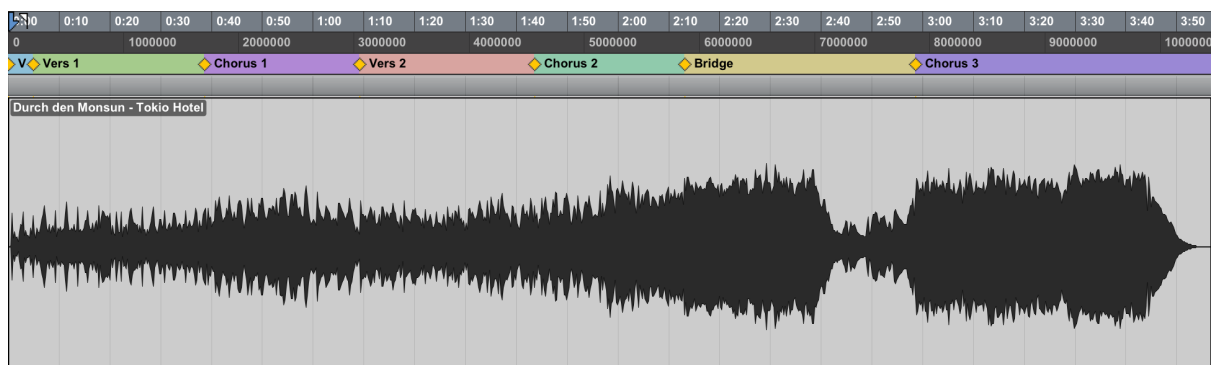 0:00 0:10 0:20 0:30 0:40 0:50 1:00 1:10 1:20 1:30 1:40 1:50 2:00 2:10 2:20 2:30 2:40 2:50 3:00 3:10 3:20 3:30 3:40 3:50
0 1000000 2000000 3000000 4000000 5000000 6000000 7000000 8000000 9000000 1000000
V Vers 1 Chorus 1 Vers 2 Chorus 2 Bridge Chorus 3
Durch den Monsun - Tokio Hotel